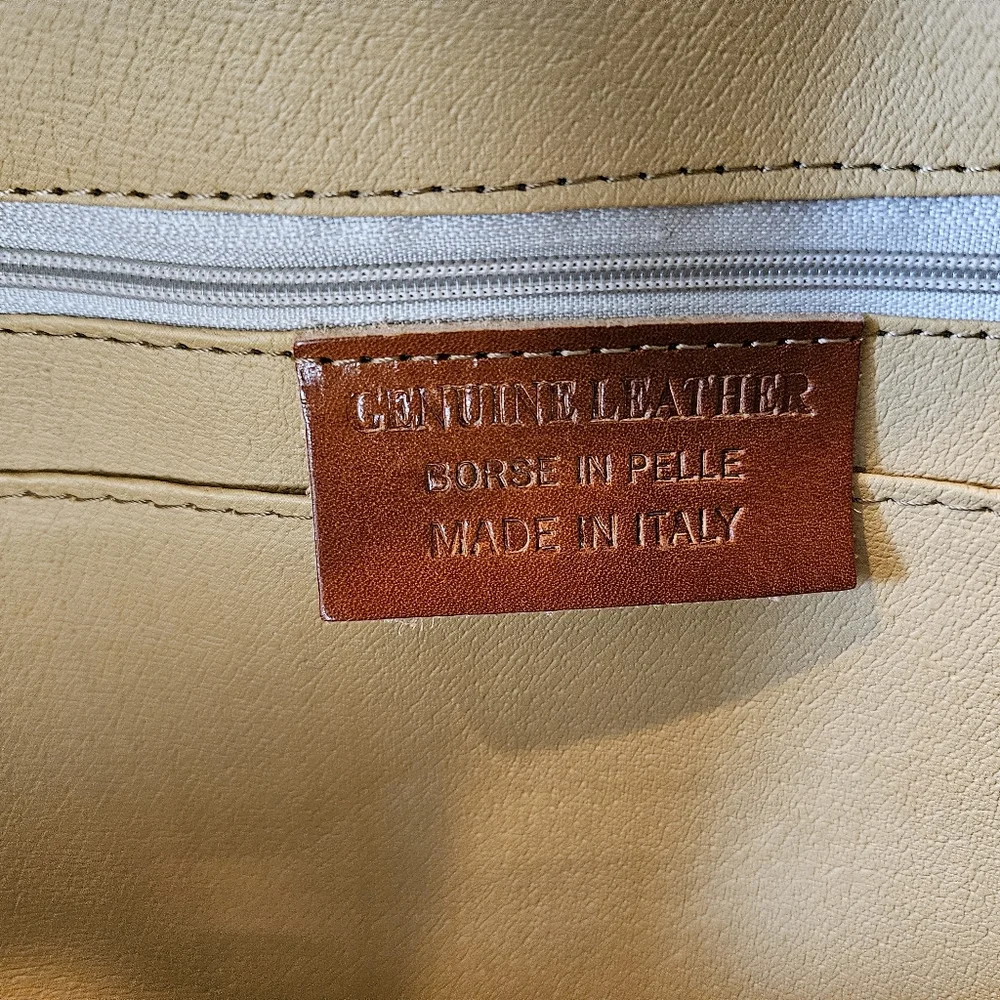 GENUINE LEATHER
BORSE IN PELLE
MADE IN ITALY